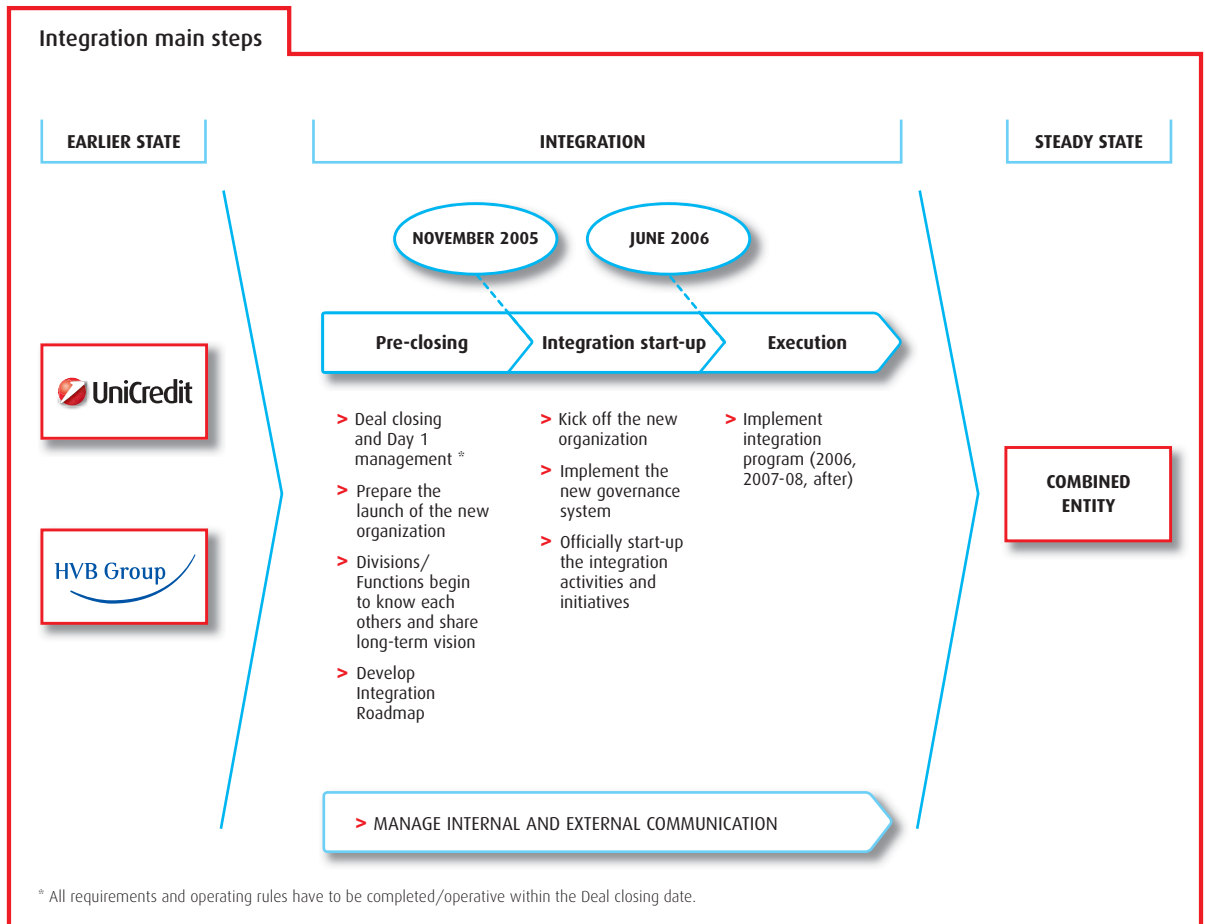 Integration main steps
EARLIER STATE
INTEGRATION
STEADY STATE
NOVEMBER 2005
JUNE 2006
Pre-closing
Integration start-up
Execution
UniCredit
HVB Group
> Deal closing
and Day 1
management *
> Prepare the
launch of the new
organization
> Divisions/
Functions begin
to know each
others and share
long-term vision
> Develop
Integration
Roadmap
> Kick off the new
organization
> Implement the
new governance
system
> Officially start-up
the integration
activities and
initiatives
> Implement
integration
program (2006,
2007-08, after)
COMBINED
ENTITY
> MANAGE INTERNAL AND EXTERNAL COMMUNICATION
* All requirements and operating rules have to be completed/operative within the Deal closing date.